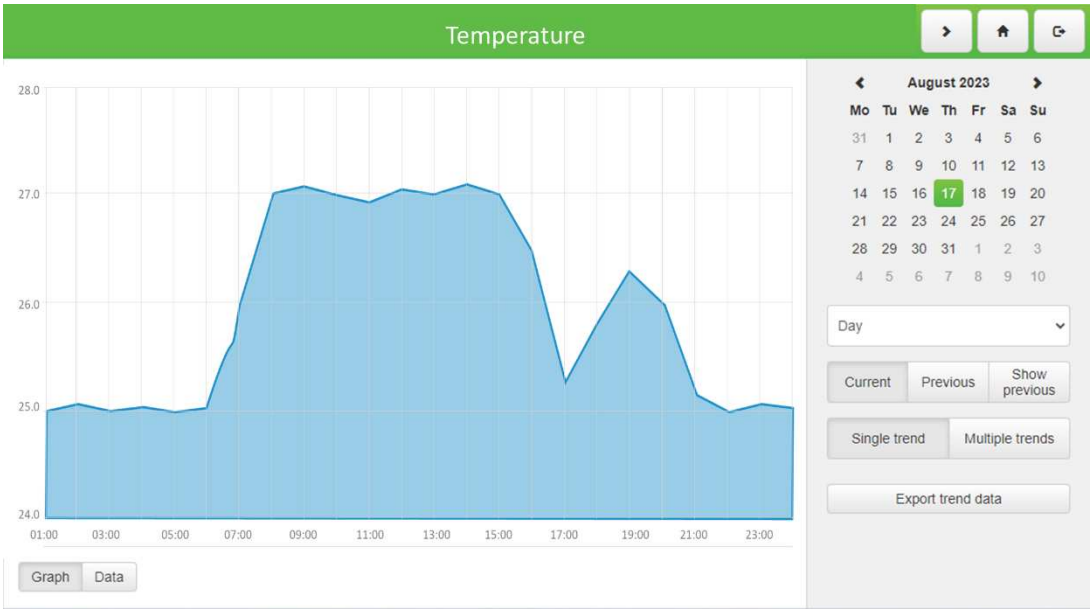 Temperature
28.0
27.0
26.0
25.0
24.0
01:00 03:00 05:00 07:00 09:00 11:00 13:00 15:00 17:00 19:00 21:00 23:00
Graph Data
August 2023
Mo Tu We Th Fr Sa Su
31 1 2 3 4 5 6
7 8 9 10 11 12 13
14 15 16 17 18 19 20
21 22 23 24 25 26 27
28 29 30 31 1 2 3
4 5 6 7 8 9 10
Day
Current Previous Show previous
Single trend Multiple trends
Export trend data